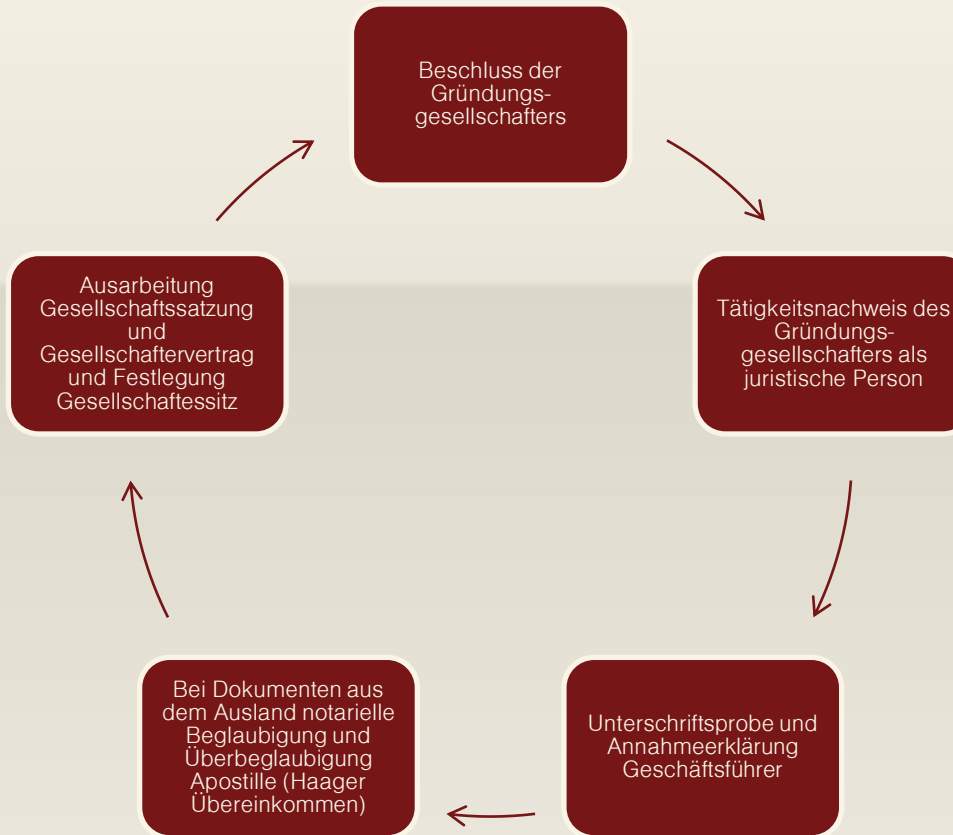 Beschluss der
Gründungs-
gesellschafters
Tätigkeitsnachweis des
Gründungs-
gesellschafters als
juristische Person
Unterschriftsprobe und
Annahmeerklärung
Geschäftsführer
Bei Dokumenten aus
dem Ausland notarielle
Beglaubigung und
Überbeglaubigung
Apostille (Haager
Übereinkommen)
Ausarbeitung
Gesellschaftssatzung
und
Gesellschaftervertrag
und Festlegung
Gesellschaftessitz